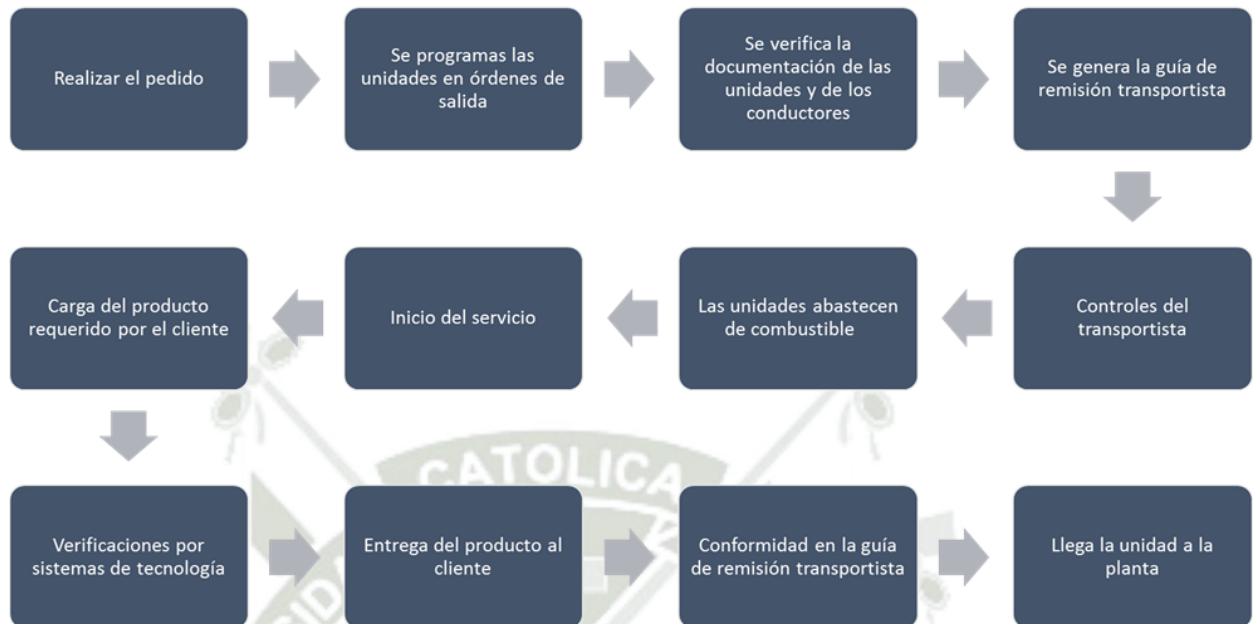 Realizar el pedido
Se programas las
unidades en órdenes de
salida
Se verifica la
documentación de las
unidades y de los
conductores
Se genera la guía de
remisión transportista
Controles del
transportista
Las unidades abastecen
de combustible
Inicio del servicio
Carga del producto
requerido por el cliente
CATOLICA
Verificaciones por
sistemas de tecnología
Entrega del producto al
cliente
Conformidad en la guía
de remisión transportista
Llega la unidad a la
planta